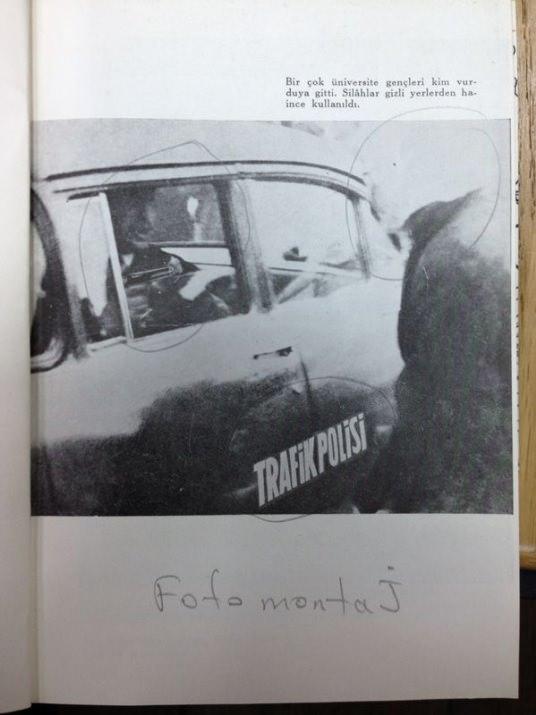 Bir çok üniversite gençleri kim vur-
duya gitti. Silâhlar gizli yerlerden ha-
ince kullanıldı.
TRAFİK POLİSİ
Foto montaj